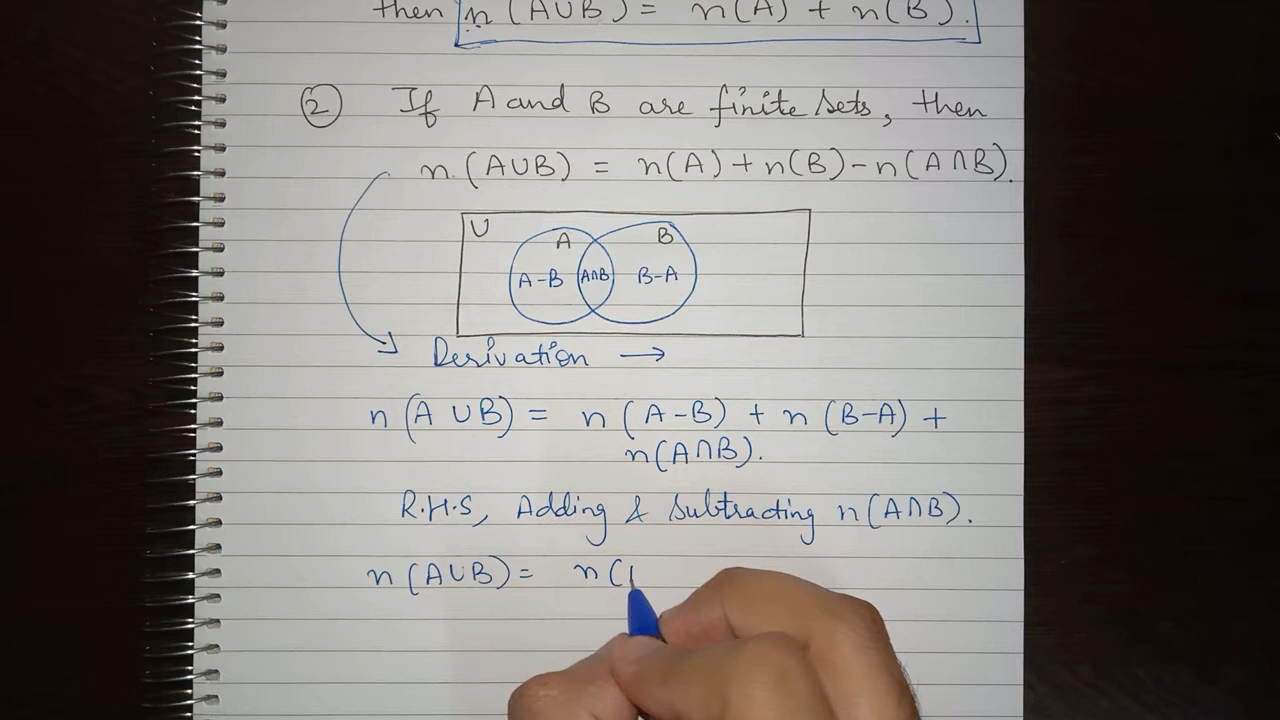 then n(A∪B) = n(A) + n(B).
② If A and B are finite sets, then
n.(A∪B) = n(A) + n(B) – n(A∩B).
U
A
B
A–B
A∩B
B–A
Derivation →
n(A∪B) = n(A–B) + n(B–A) +
n(A∩B).
R.H.S, Adding & Subtracting n(A∩B).
n(A∪B) = n(